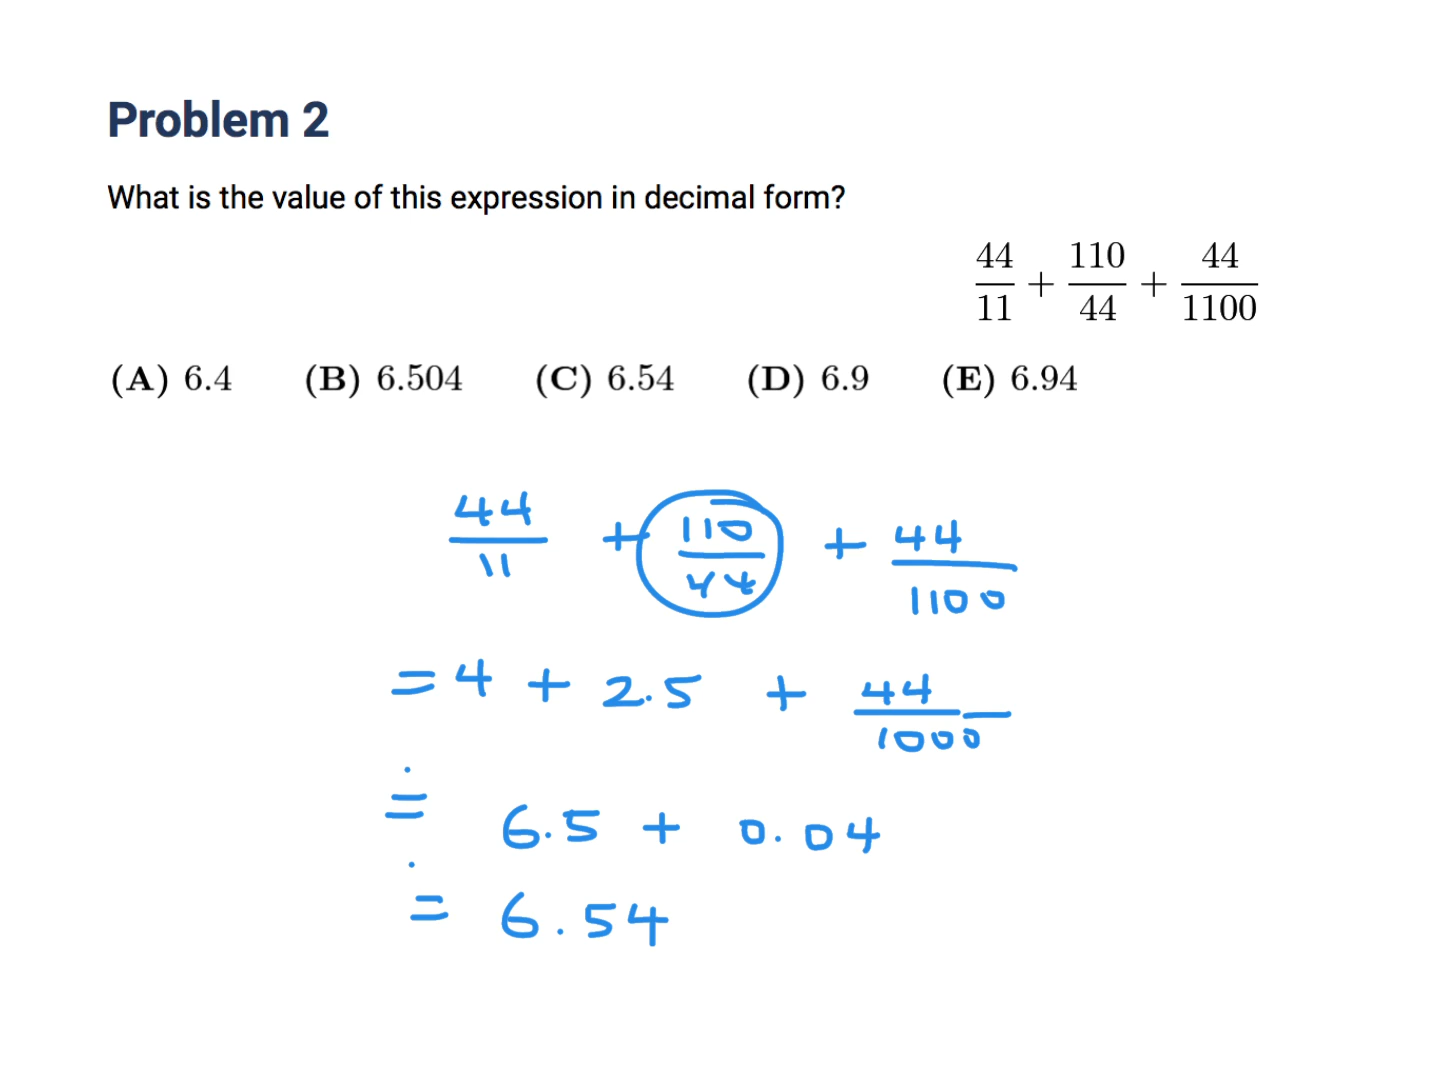 Problem 2
What is the value of this expression in decimal form?
44/11 + 110/44 + 44/1100
(A) 6.4 (B) 6.504 (C) 6.54 (D) 6.9 (E) 6.94
44/11 + 110/44 + 44/1100
= 4 + 2.5 + 44/1000
= 6.5 + 0.04
= 6.54